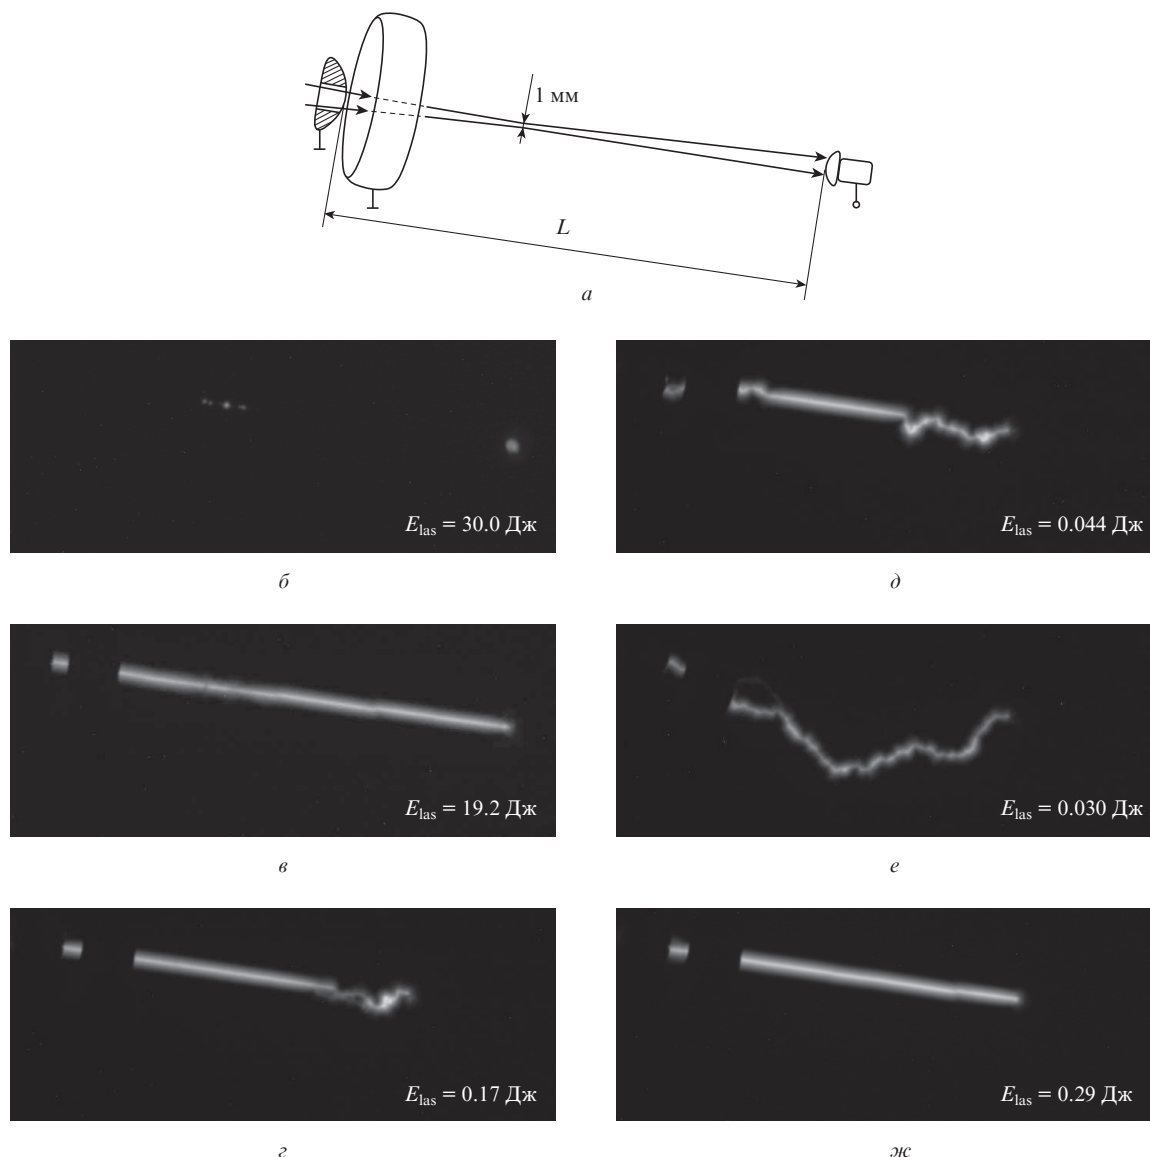 1 мм
L
а
E_las = 30.0 Дж
б
E_las = 0.044 Дж
д
E_las = 19.2 Дж
в
E_las = 0.030 Дж
е
E_las = 0.17 Дж
г
E_las = 0.29 Дж
ж